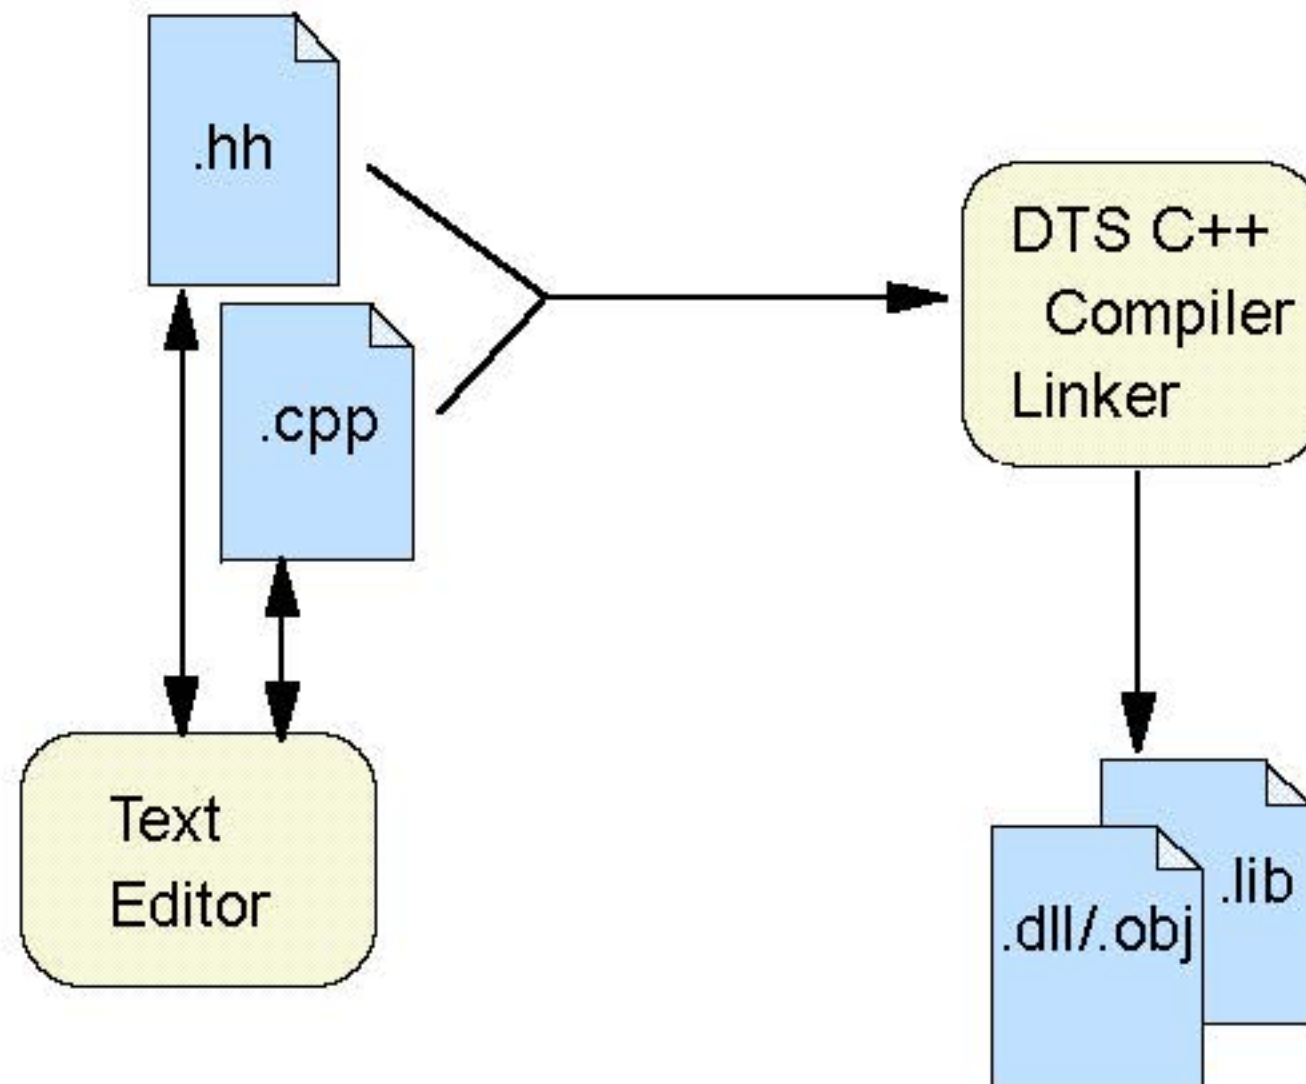 .hh
.cpp
DTS C++
Compiler
Linker
Text
Editor
.lib
.dll/.obj